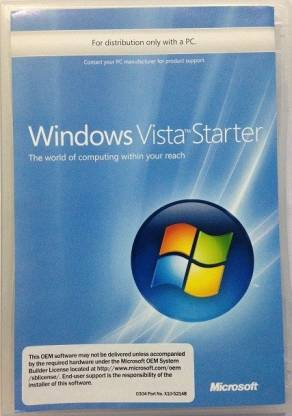 For distribution only with a PC.
Contact your PC manufacturer for product support.
Windows Vista™ Starter
The world of computing within your reach
™
Microsoft
This OEM software may not be delivered unless accompanied
by the required hardware under the Microsoft OEM System
Builder License located at http://www.microsoft.com/oem
/sblicense/. End-user support is the responsibility of the
installer of this software.
0304 Part No. X10-52148